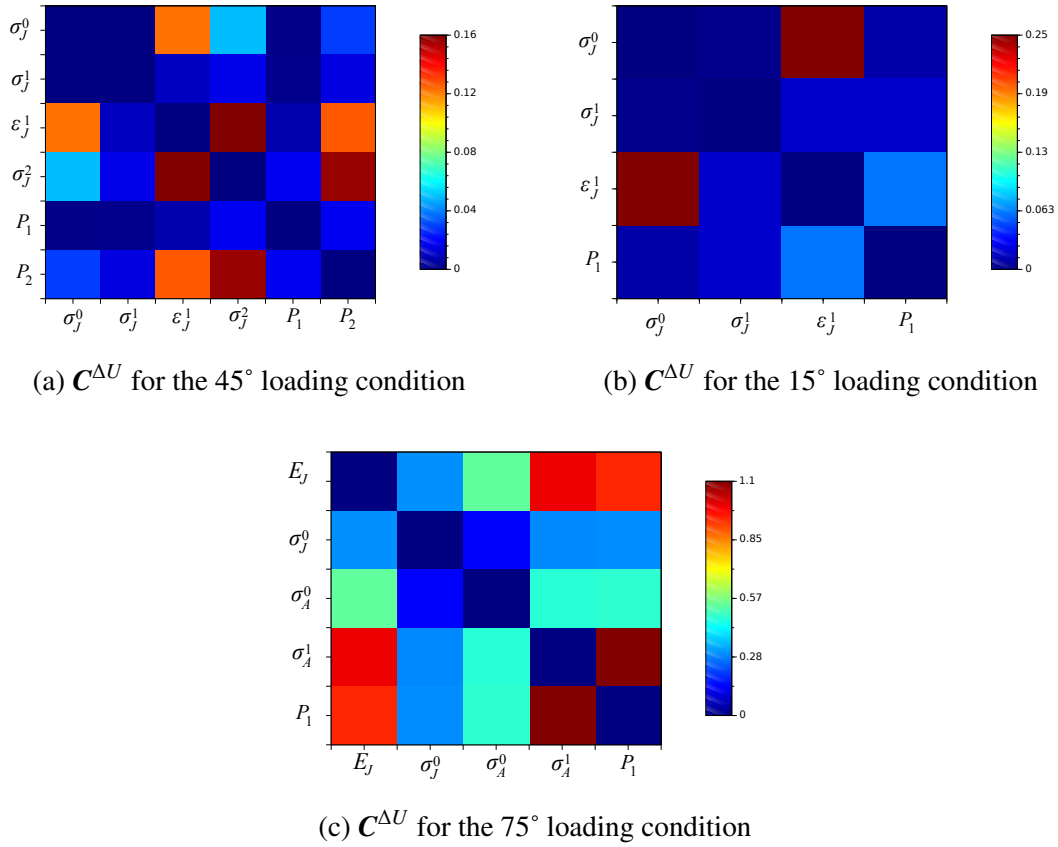 σ_J^0
σ_J^1
ε_J^1
σ_J^2
P_1
P_2
σ_J^0 σ_J^1 ε_J^1 σ_J^2 P_1 P_2
0.16
0.12
0.08
0.04
0
(a) C^{ΔU} for the 45° loading condition
σ_J^0
σ_J^1
ε_J^1
P_1
σ_J^0 σ_J^1 ε_J^1 P_1
0.25
0.19
0.13
0.063
0
(b) C^{ΔU} for the 15° loading condition
E_J
σ_J^0
σ_A^0
σ_A^1
P_1
E_J σ_J^0 σ_A^0 σ_A^1 P_1
1.1
0.85
0.57
0.28
0
(c) C^{ΔU} for the 75° loading condition